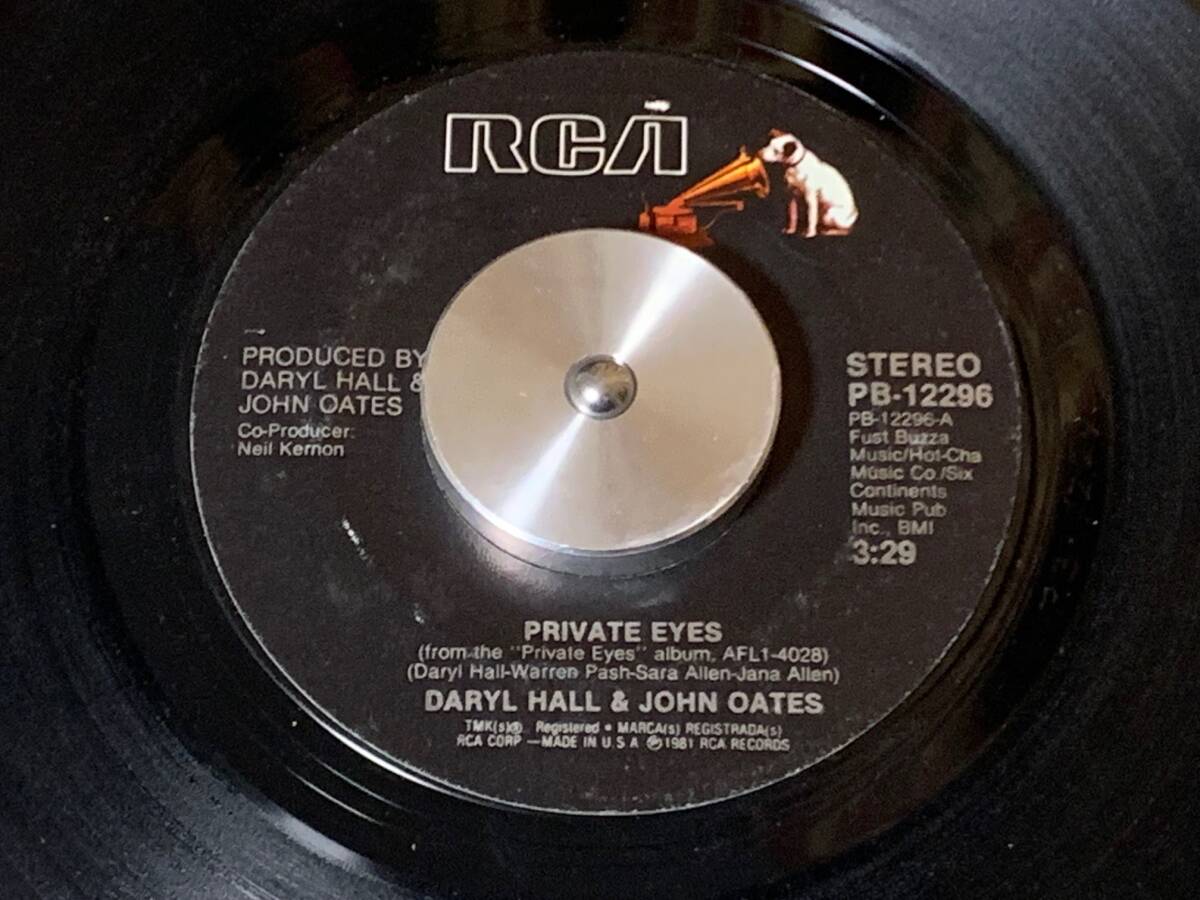 RCA
PRODUCED BY
DARYL HALL &
JOHN OATES
Co-Producer:
Neil Kernon
STEREO
PB-12296
PB-12296-A
Fust Buzza
Music/Hot-Cha
Music Co./Six
Continents
Music Pub
Inc., BMI
3:29
PRIVATE EYES
(from the "Private Eyes" album, AFL1-4028)
(Daryl Hall-Warren Pash-Sara Allen-Jana Allen)
DARYL HALL & JOHN OATES
TMK(s)® Registered • MARCA(s) REGISTRADA(s)
RCA CORP —MADE IN U.S.A ℗1981 RCA RECORDS